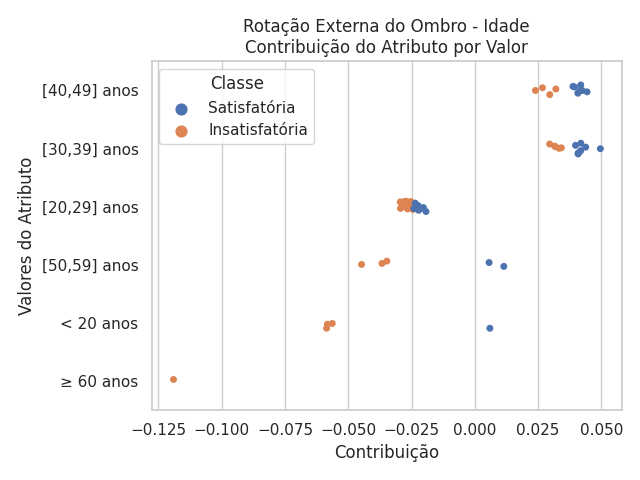 Rotação Externa do Ombro - Idade
Contribuição do Atributo por Valor
Valores do Atributo
[40,49] anos
[30,39] anos
[20,29] anos
[50,59] anos
< 20 anos
≥ 60 anos
Classe
Satisfatória
Insatisfatória
−0.125 −0.100 −0.075 −0.050 −0.025 0.000 0.025 0.050
Contribuição